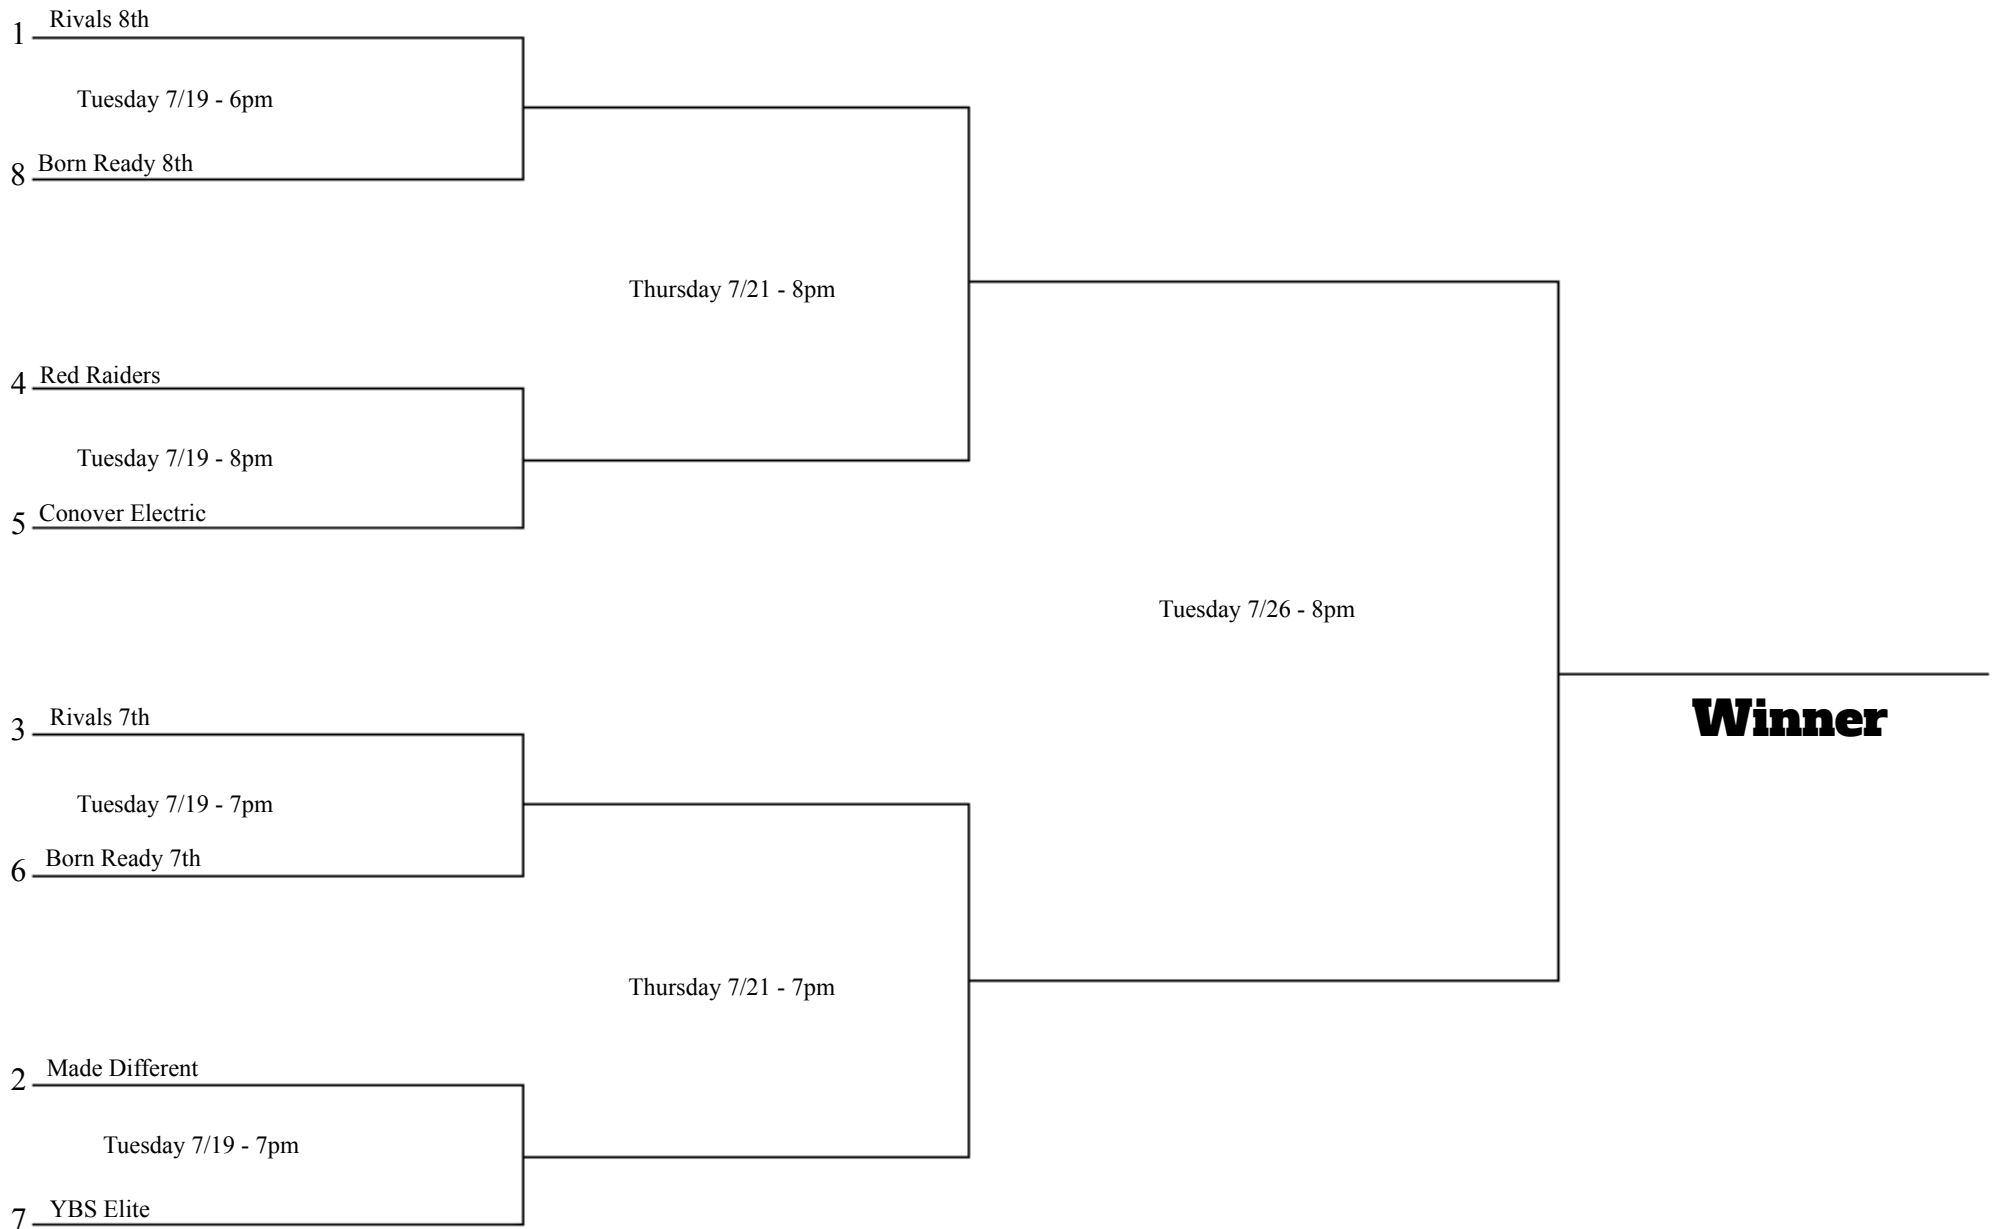 Rivals 8th
1
Tuesday 7/19 - 6pm
Born Ready 8th
8
Thursday 7/21 - 8pm
Red Raiders
4
Tuesday 7/19 - 8pm
Conover Electric
5
Tuesday 7/26 - 8pm
Winner
Rivals 7th
3
Tuesday 7/19 - 7pm
Born Ready 7th
6
Thursday 7/21 - 7pm
Made Different
2
Tuesday 7/19 - 7pm
YBS Elite
7